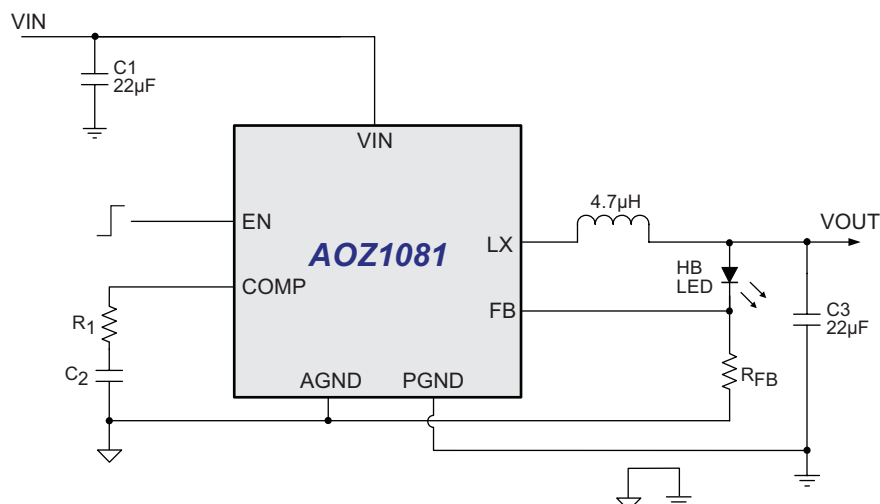 VIN
C1
22µF
VIN
4.7µH
EN
LX
VOUT
AOZ1081
HB
LED
COMP
FB
C3
22µF
R1
C2
RFB
AGND
PGND